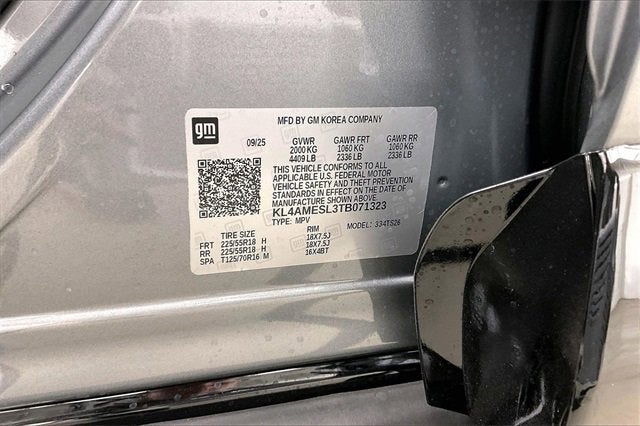 gm
MFD BY GM KOREA COMPANY
09/25 GVWR GAWR FRT GAWR RR
2000 KG 1060 KG 1060 KG
4409 LB 2336 LB 2336 LB
THIS VEHICLE CONFORMS TO ALL
APPLICABLE U.S. FEDERAL MOTOR
VEHICLE SAFETY AND THEFT PREVENTION
STANDARDS IN EFFECT ON THE DATE OF
MANUFACTURE SHOWN ABOVE.
KL4AMESL3TB071323
TYPE: MPV MODEL: 334TS26
TIRE SIZE RIM
FRT 225/55R18 H 18X7.5J
RR 225/55R18 H 18X7.5J
SPA T125/70R16 M 16X4BT